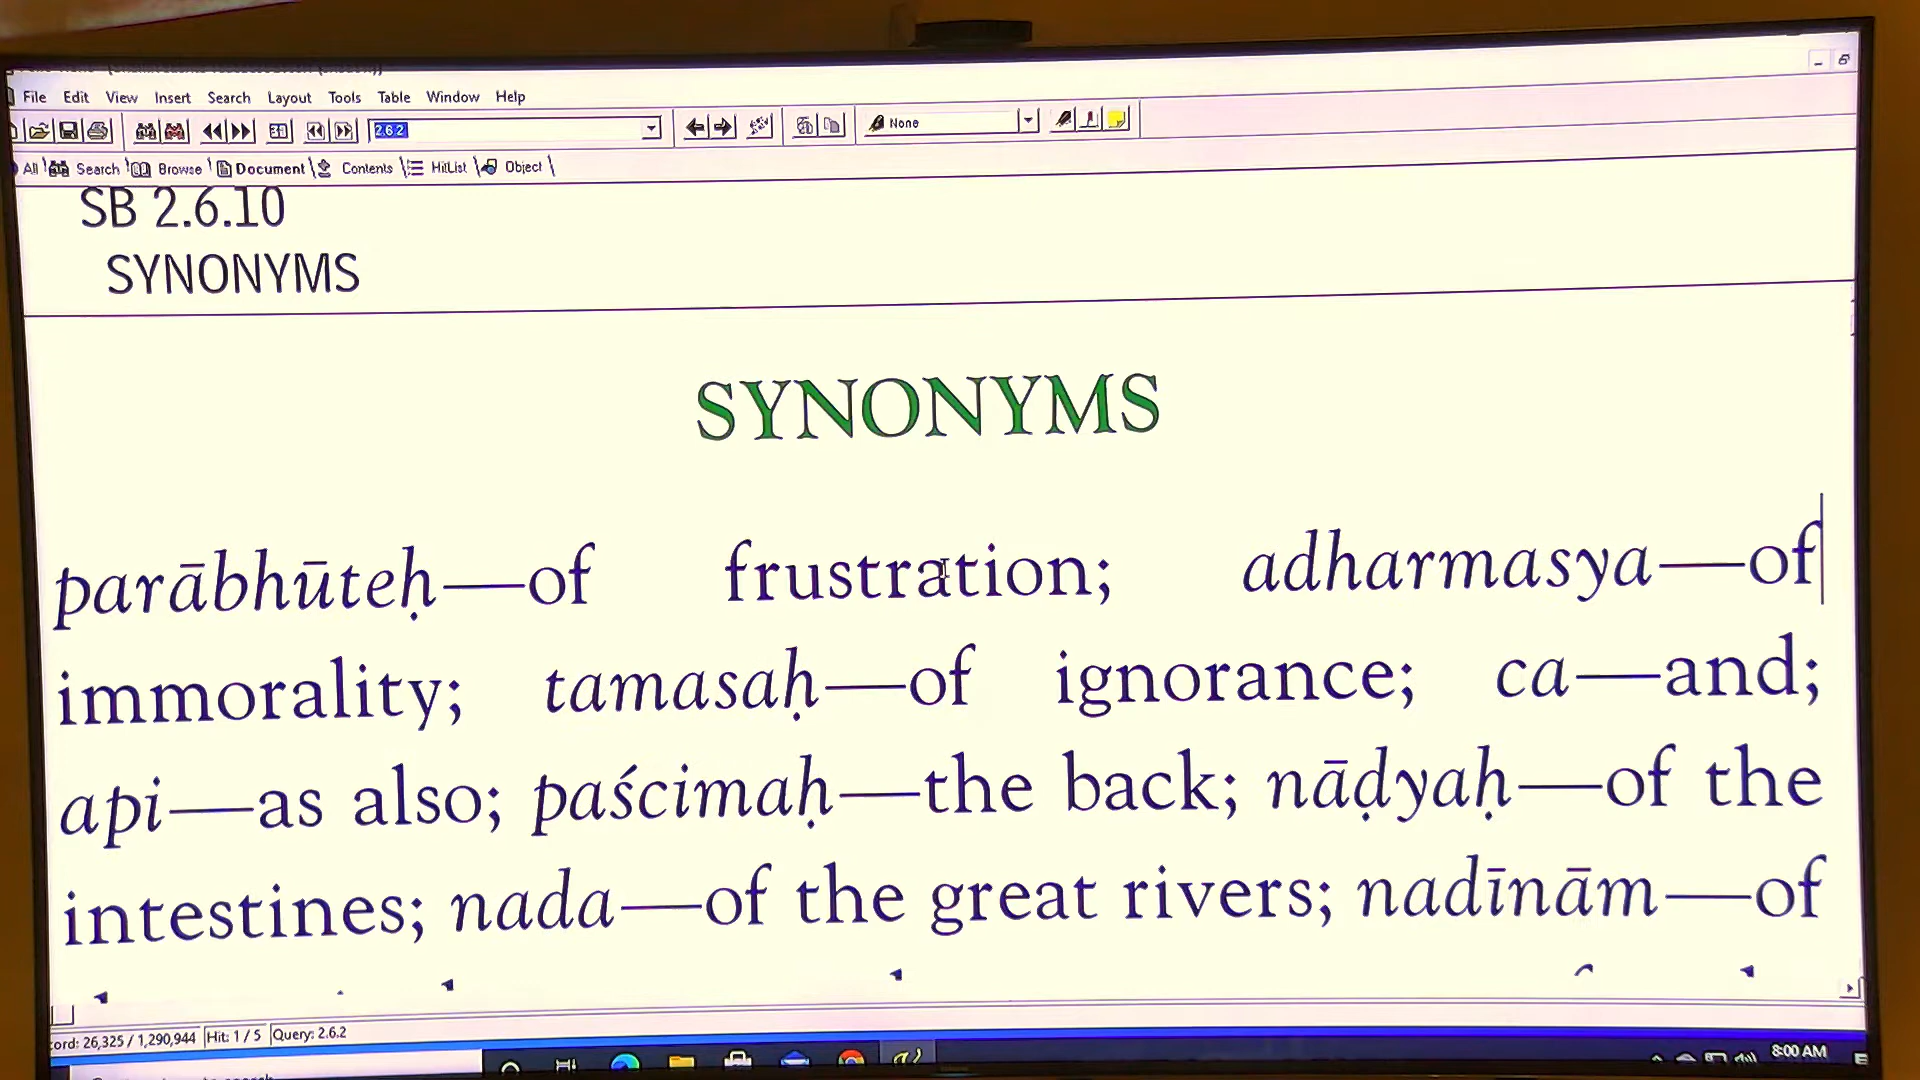 File Edit View Insert Search Layout Tools Table Window Help
2.6.2
None
All Search Browse Document Contents HitList Object
SB 2.6.10
SYNONYMS
SYNONYMS
parābhūteḥ—of frustration; adharmasya—of
immorality; tamasaḥ—of ignorance; ca—and;
api—as also; paścimaḥ—the back; nāḍyaḥ—of the
intestines; nada—of the great rivers; nadīnām—of
ord: 26,325 / 1,290,944 Hit: 1 / 5 Query: 2.6.2
8:00 AM